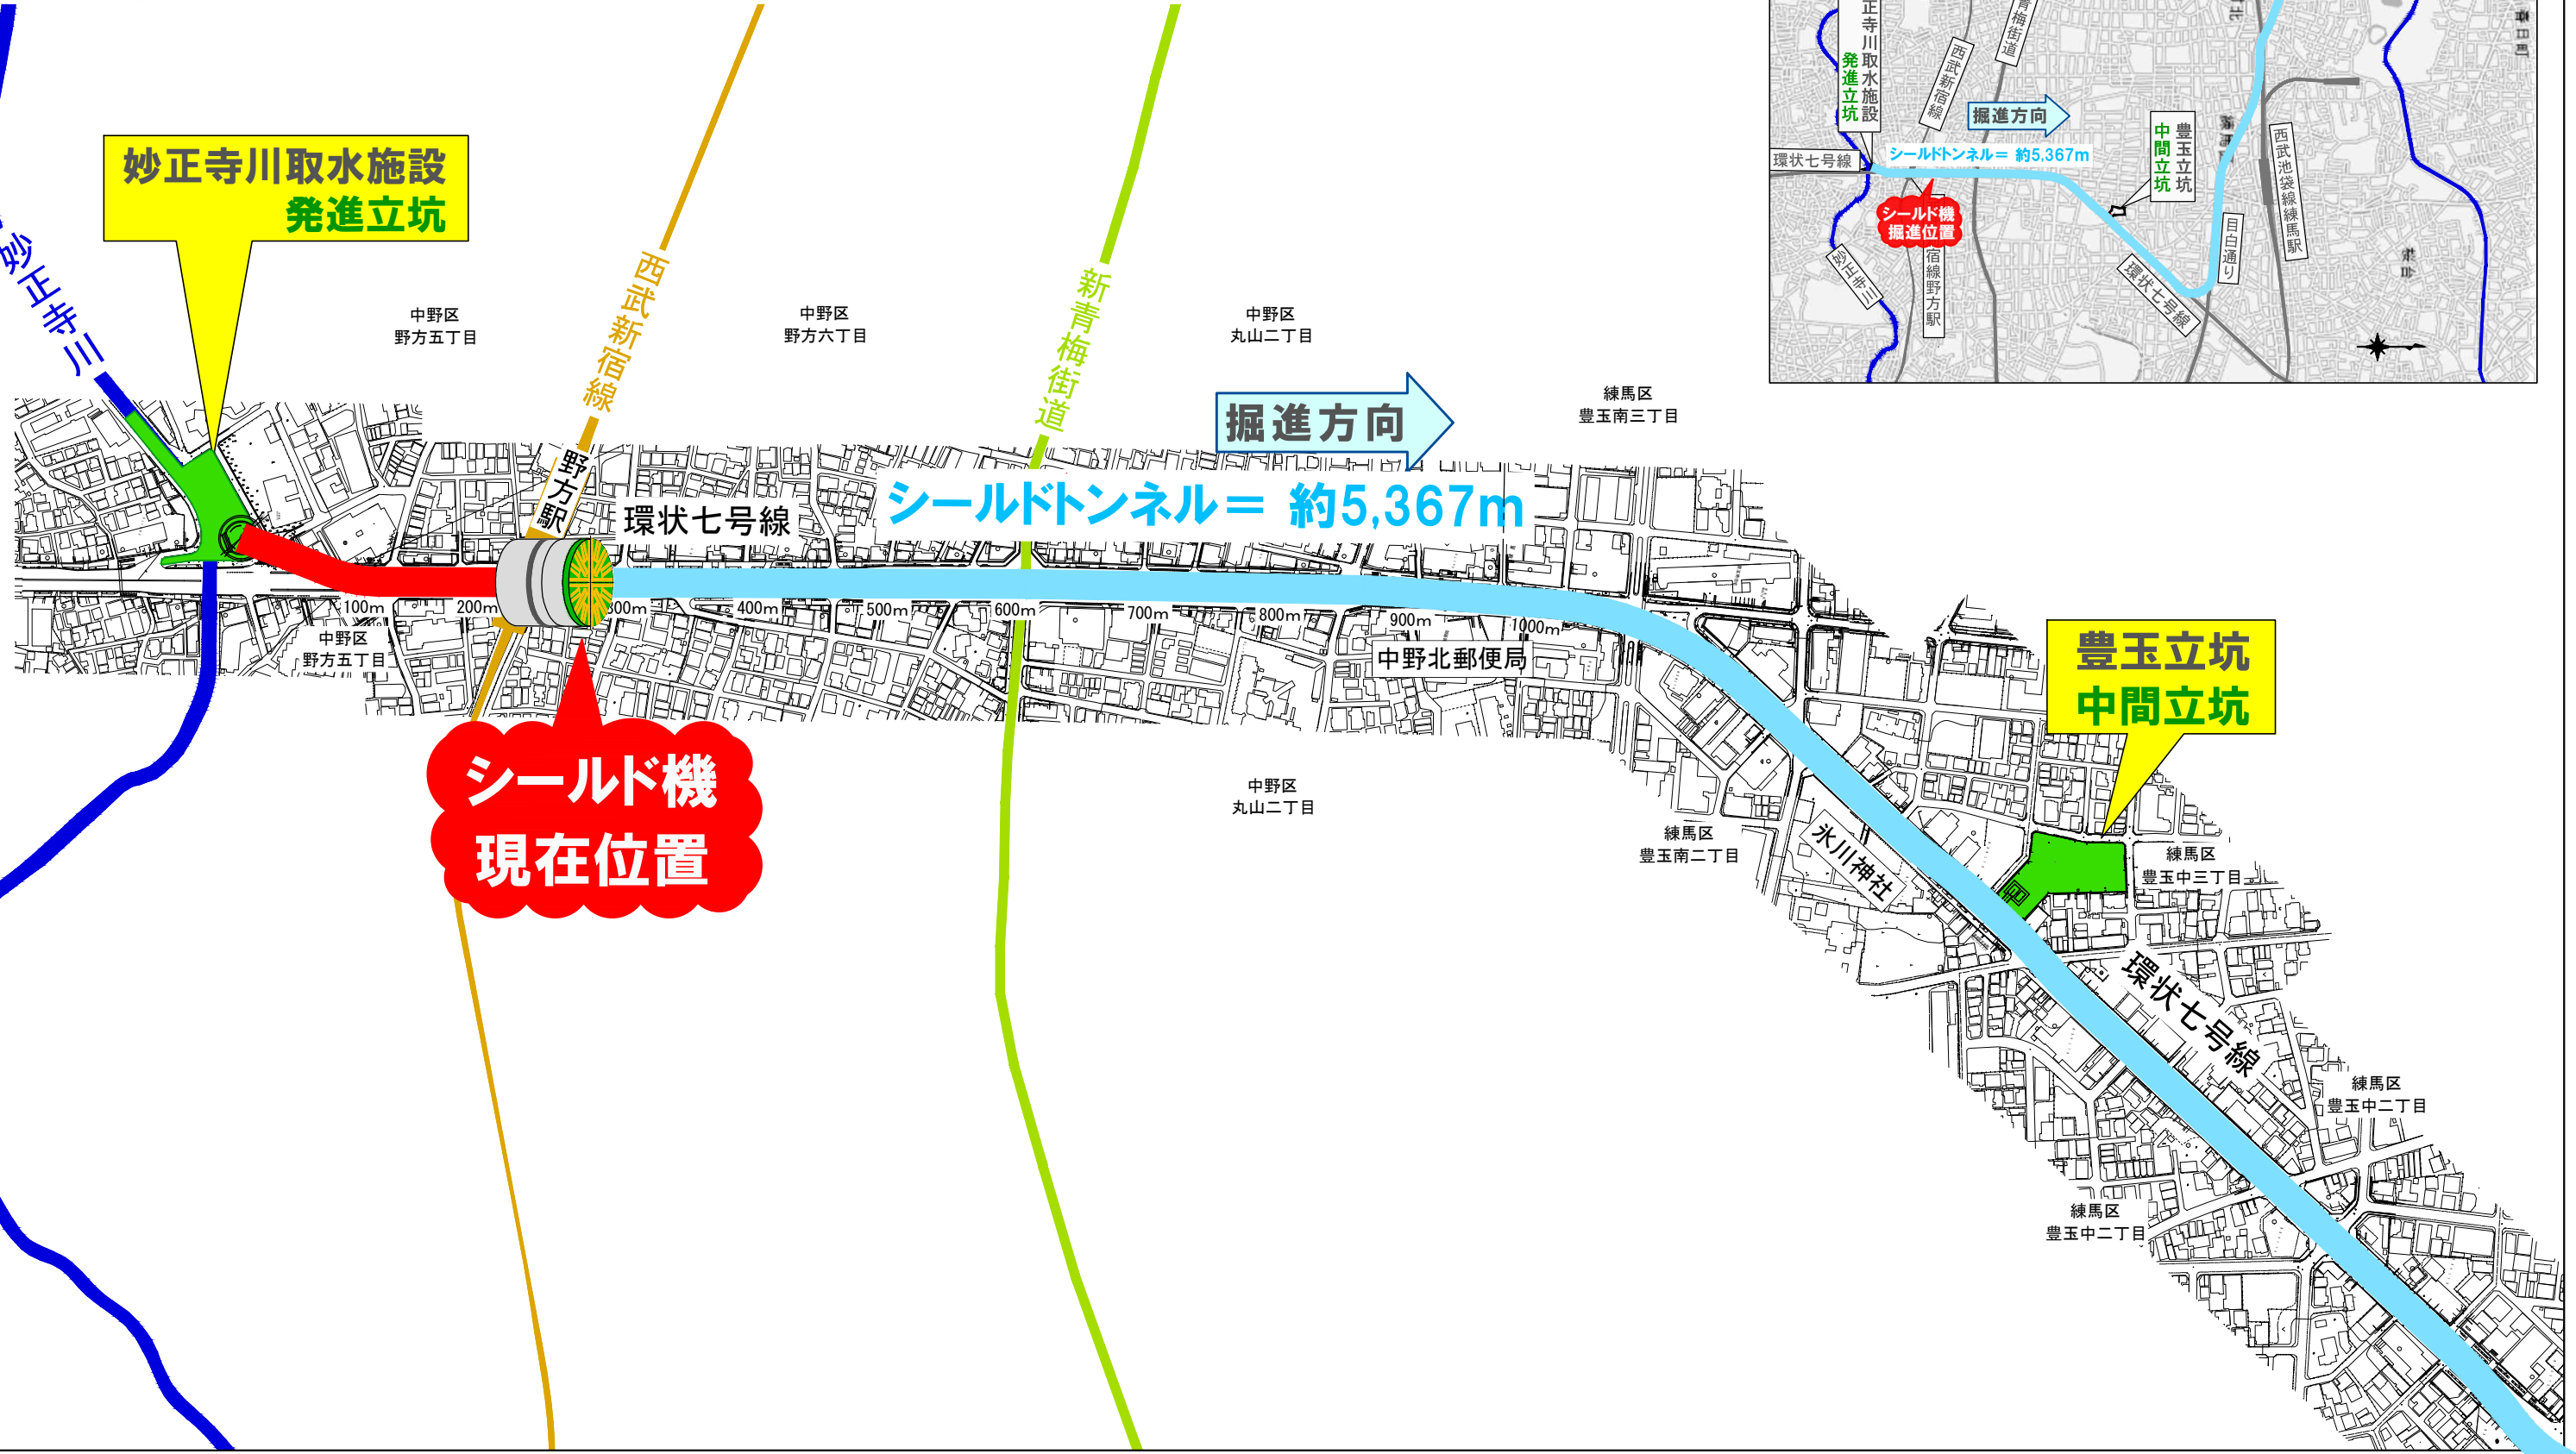 妙正寺川取水施設
発進立坑
妙正寺川
中野区
野方五丁目
西武新宿線
中野区
野方六丁目
新青梅街道
中野区
丸山二丁目
掘進方向
練馬区
豊玉南三丁目
野方駅
環状七号線
シールドトンネル＝ 約5,367m
100m
200m
300m
400m
500m
600m
700m
800m
900m
1000m
中野区
野方五丁目
中野北郵便局
シールド機
現在位置
中野区
丸山二丁目
豊玉立坑
中間立坑
練馬区
豊玉南二丁目
氷川神社
練馬区
豊玉中三丁目
環状七号線
練馬区
豊玉中二丁目
練馬区
豊玉中二丁目
正寺川取水施設
発進立坑
西武新宿線
青梅街道
掘進方向
環状七号線
シールドトンネル＝ 約5,367m
シールド機
掘進位置
宿線野方駅
妙正寺川
豊玉立坑
中間立坑
西武池袋線練馬駅
目白通り
環状七号線
春日町